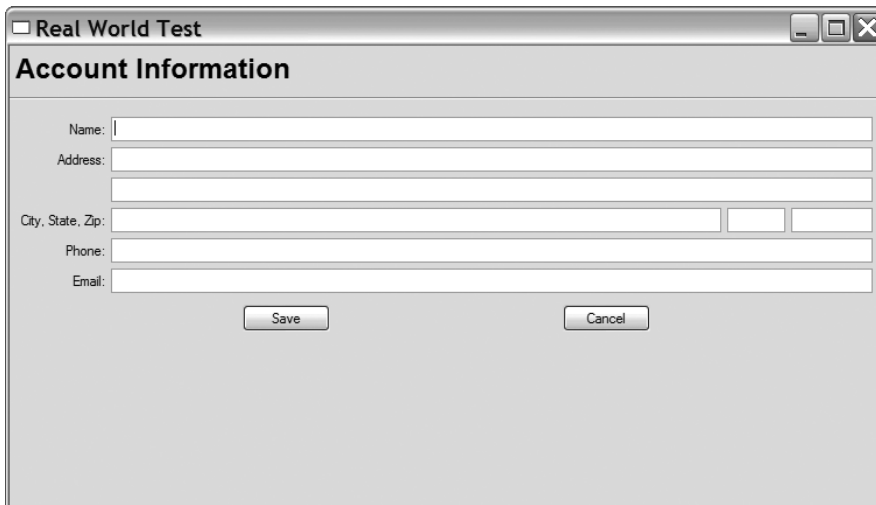 Real World Test
Account Information
Name:
Address:
City, State, Zip:
Phone:
Email:
Save Cancel